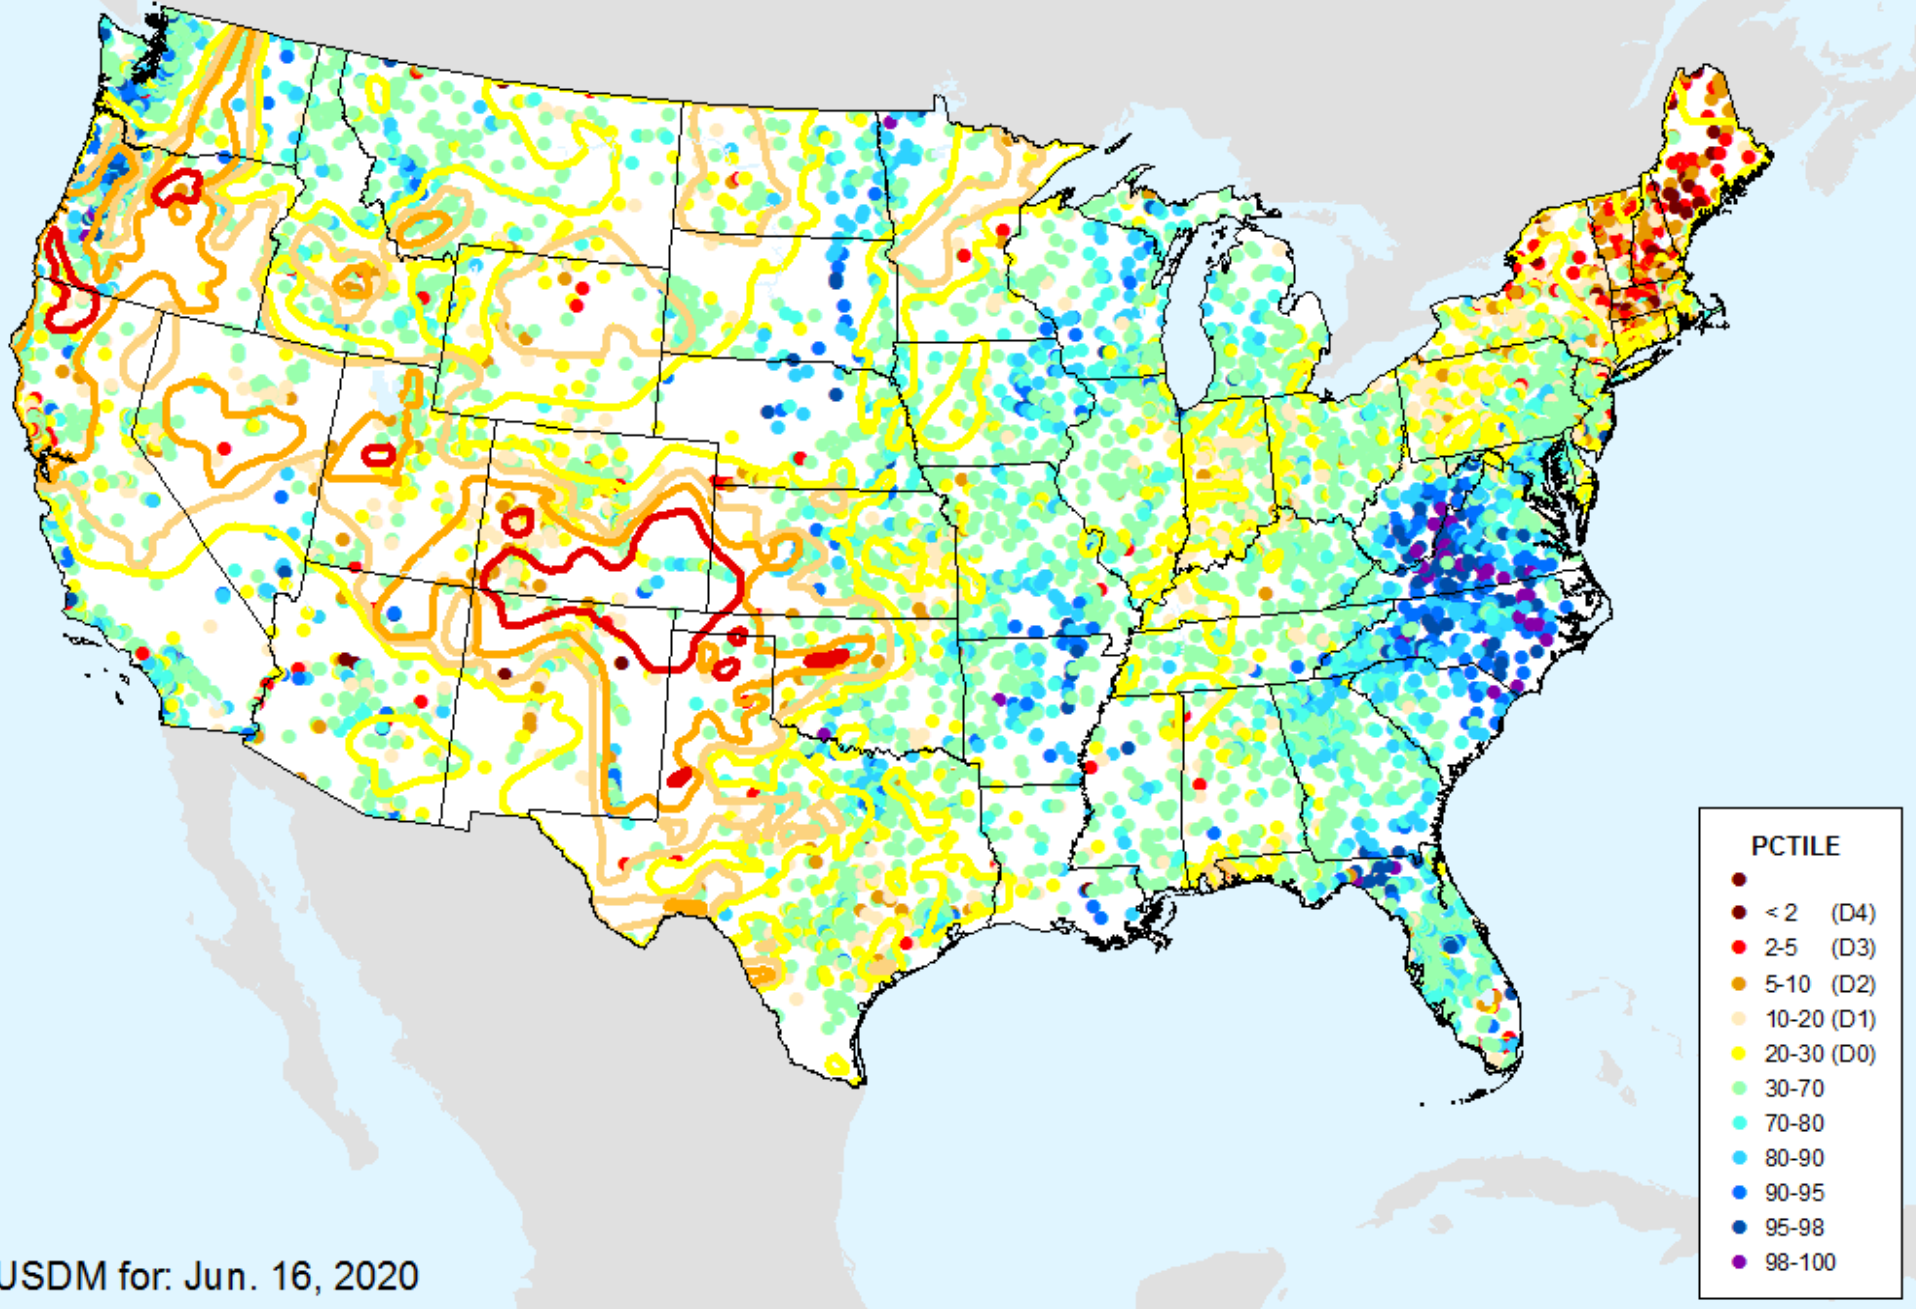 PCTILE
< 2 (D4)
2-5 (D3)
5-10 (D2)
10-20 (D1)
20-30 (D0)
30-70
70-80
80-90
90-95
95-98
98-100
USDM for: Jun. 16, 2020